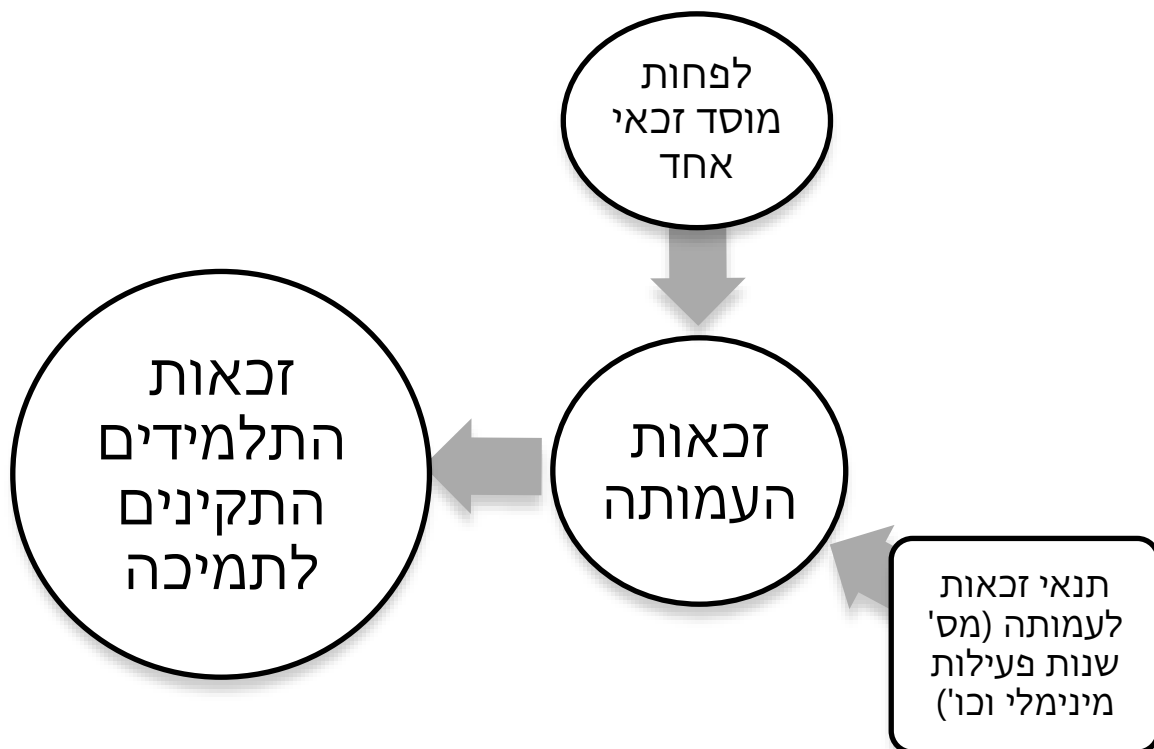 לפחות
מוסד זכאי
אחד
זכאות
העמותה
זכאות
התלמידים
התקינים
לתמיכה
תנאי זכאות
לעמותה (מס'
שנות פעילות
מינימלי וכו')